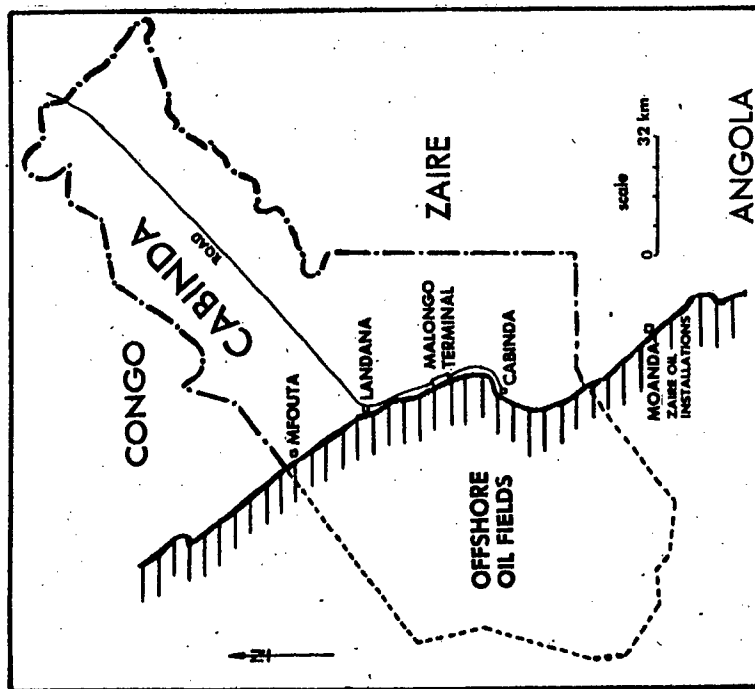 CONGO
CABINDA
ROAD
N
MFOUTA
LANDANA
ZAIRE
MALONGO
TERMINAL
OFFSHORE
OIL FIELDS
CABINDA
scale
0 32 km
MOANDA
ZAIRE OIL
INSTALLATIONS
ANGOLA